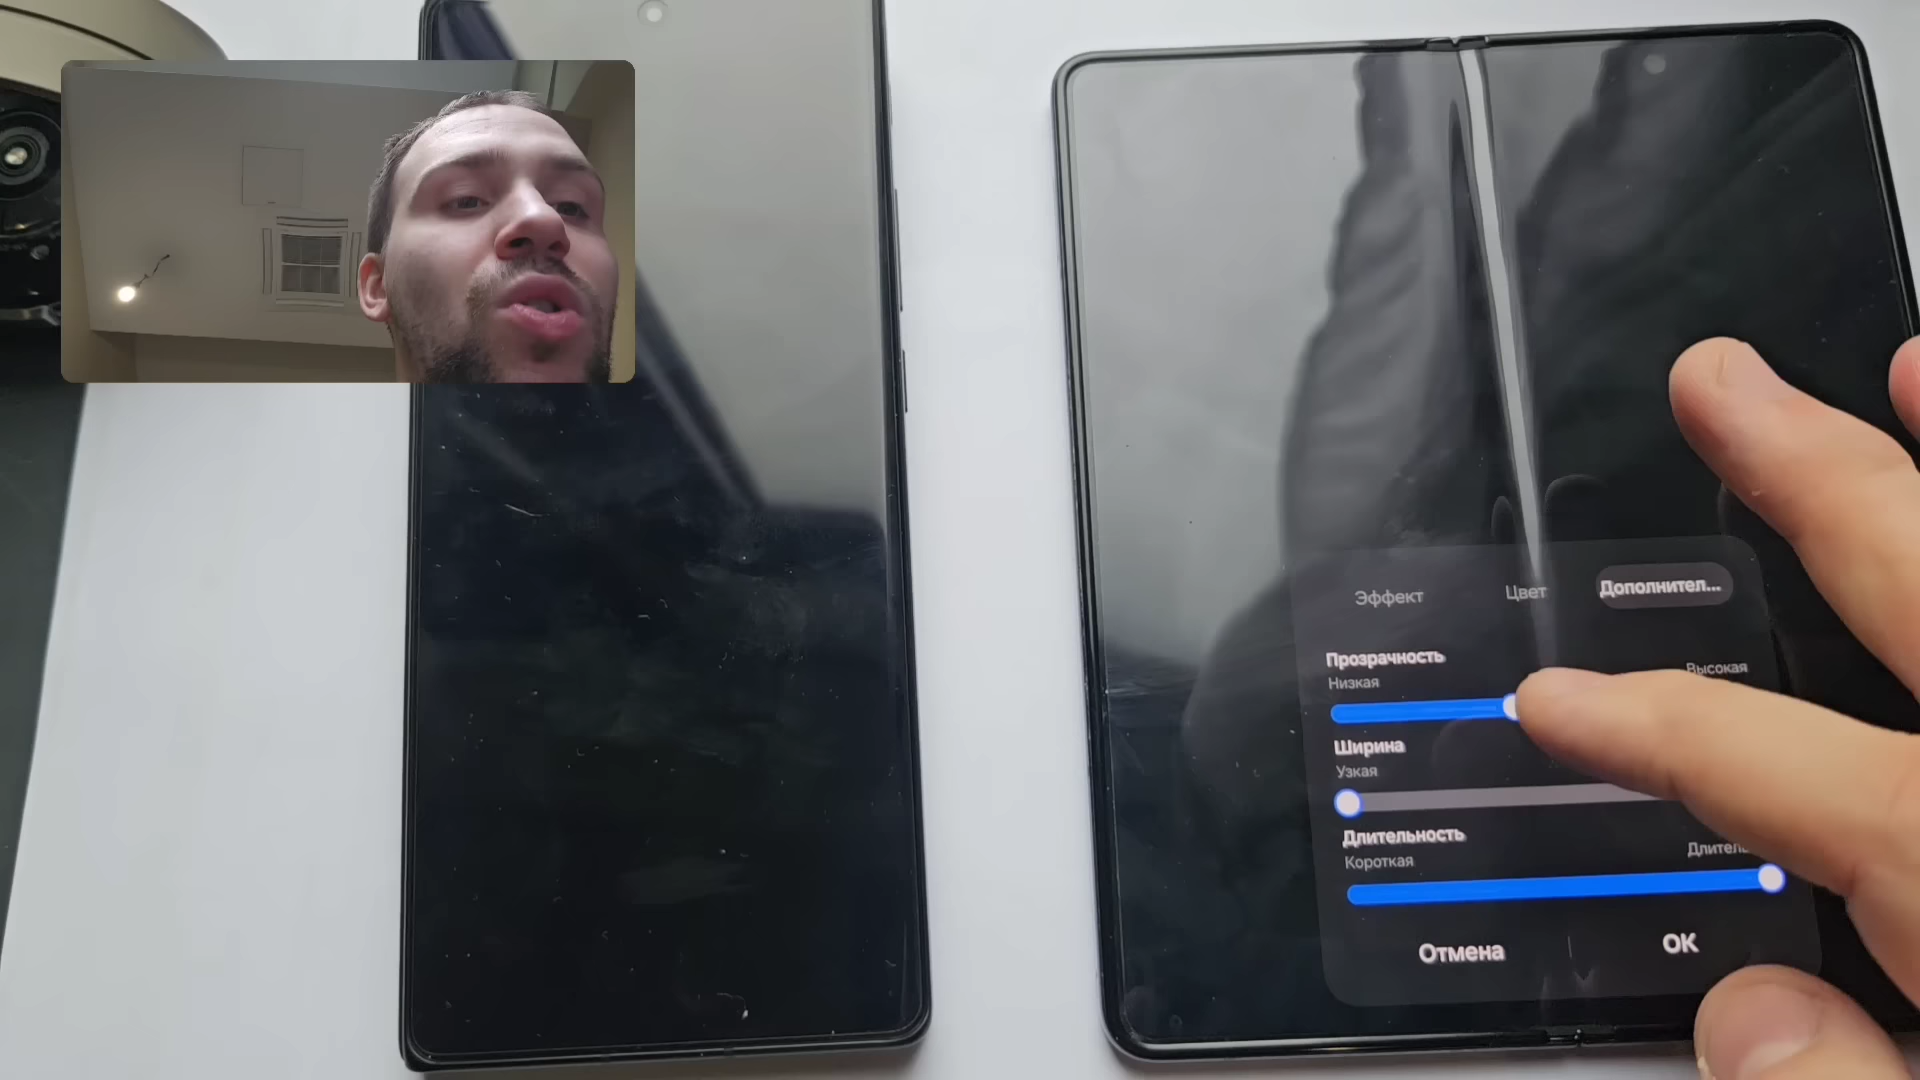 Эффект Цвет Дополнител...
Прозрачность
Низкая Высокая
Ширина
Узкая
Длительность
Короткая
Отмена OK